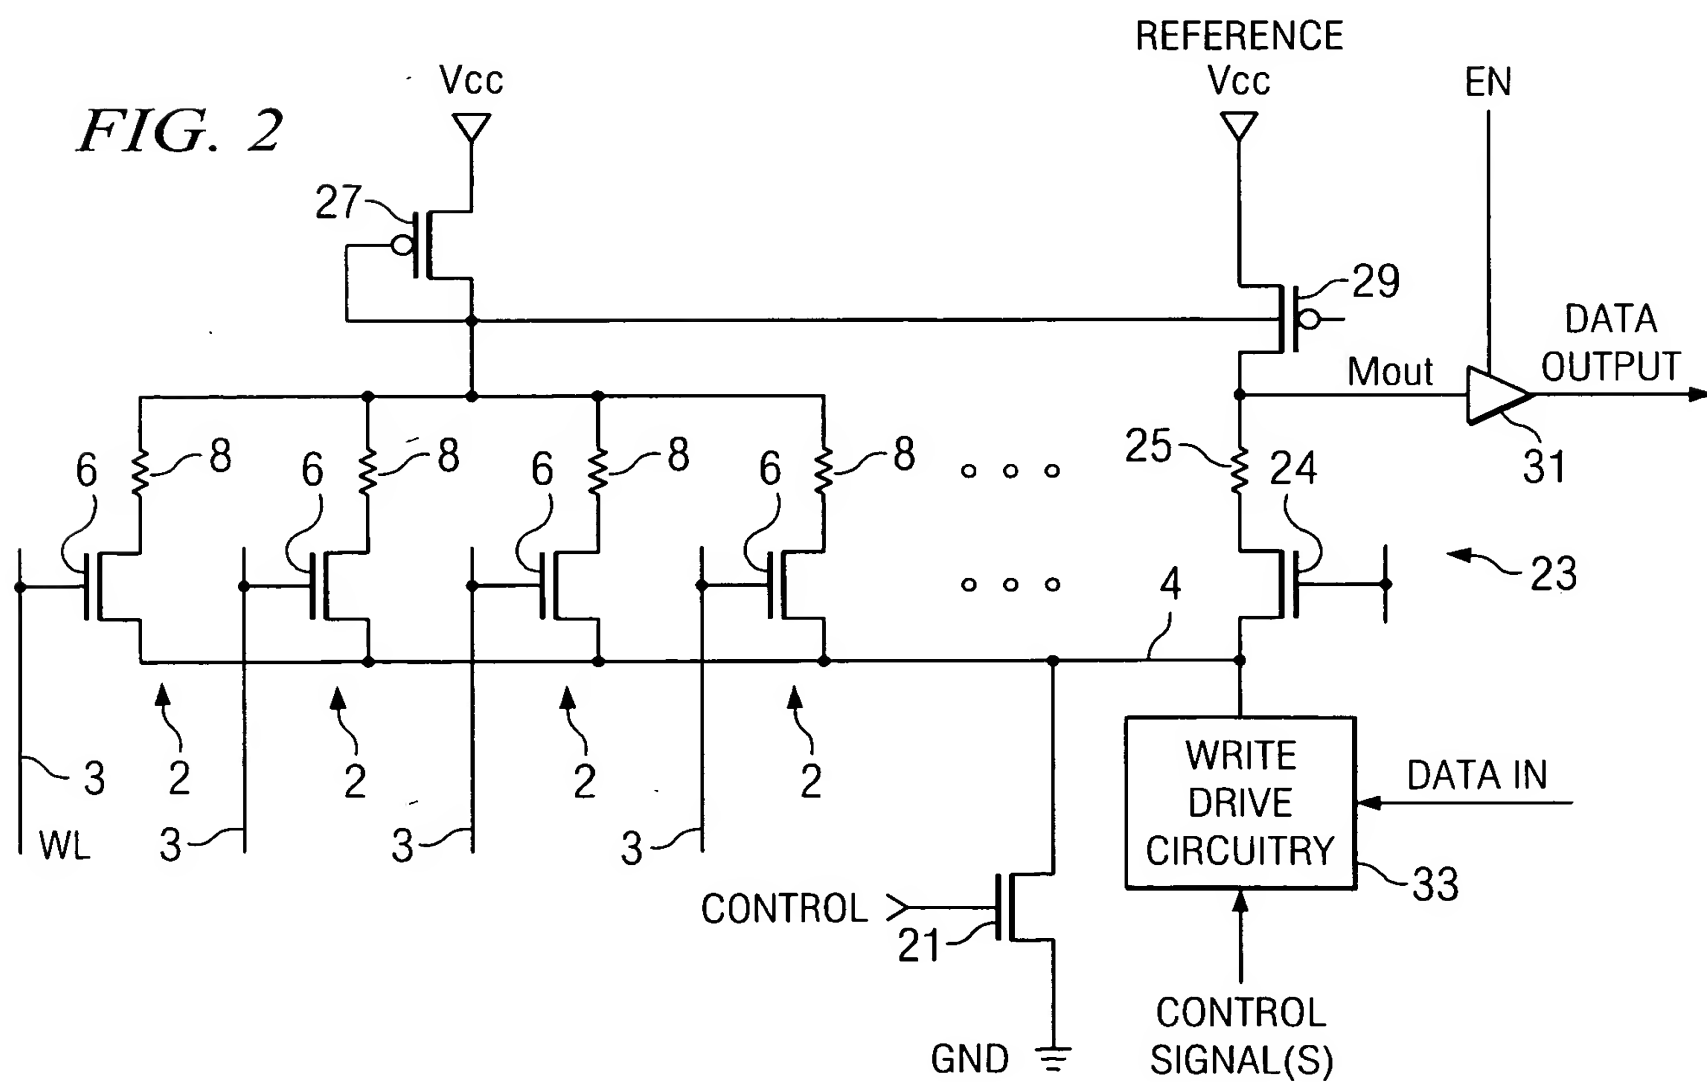 FIG. 2
Vcc
REFERENCE
Vcc
EN
27
29
DATA
OUTPUT
Mout
31
6
8
6
8
6
8
6
8
25
24
23
4
2
2
2
2
3
WL
3
3
3
WRITE
DRIVE
CIRCUITRY
DATA IN
33
CONTROL
21
GND
CONTROL
SIGNAL(S)